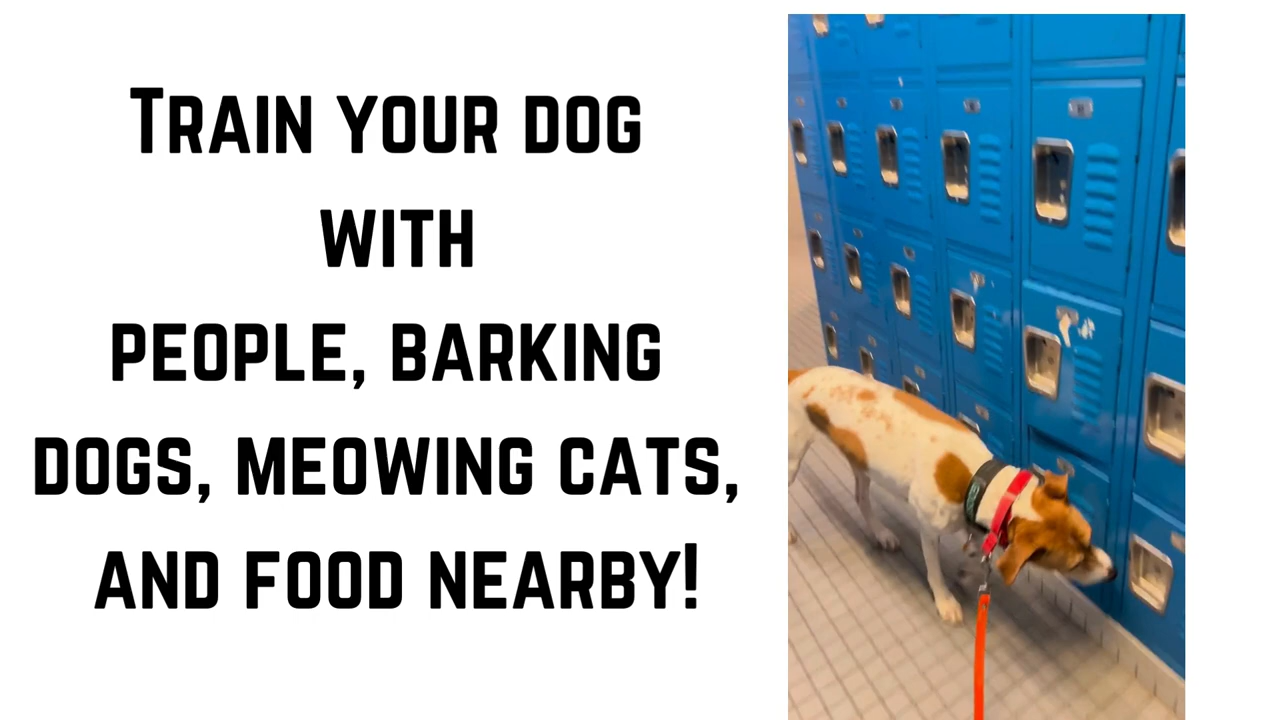 Train your dog
with
people, barking
dogs, meowing cats,
and food nearby!